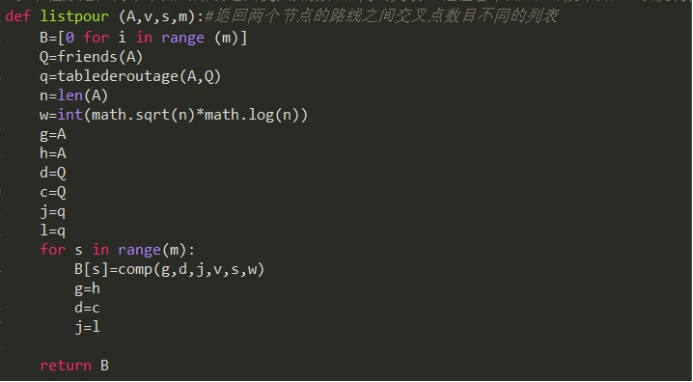 def listpour (A,v,s,m):#返回两个节点的路线之间交叉点数目不同的列表
B=[0 for i in range (m)]
Q=friends(A)
q=tablederoutage(A,Q)
n=len(A)
w=int(math.sqrt(n)*math.log(n))
g=A
h=A
d=Q
c=Q
j=q
l=q
for s in range(m):
B[s]=comp(g,d,j,v,s,w)
g=h
d=c
j=l
return B